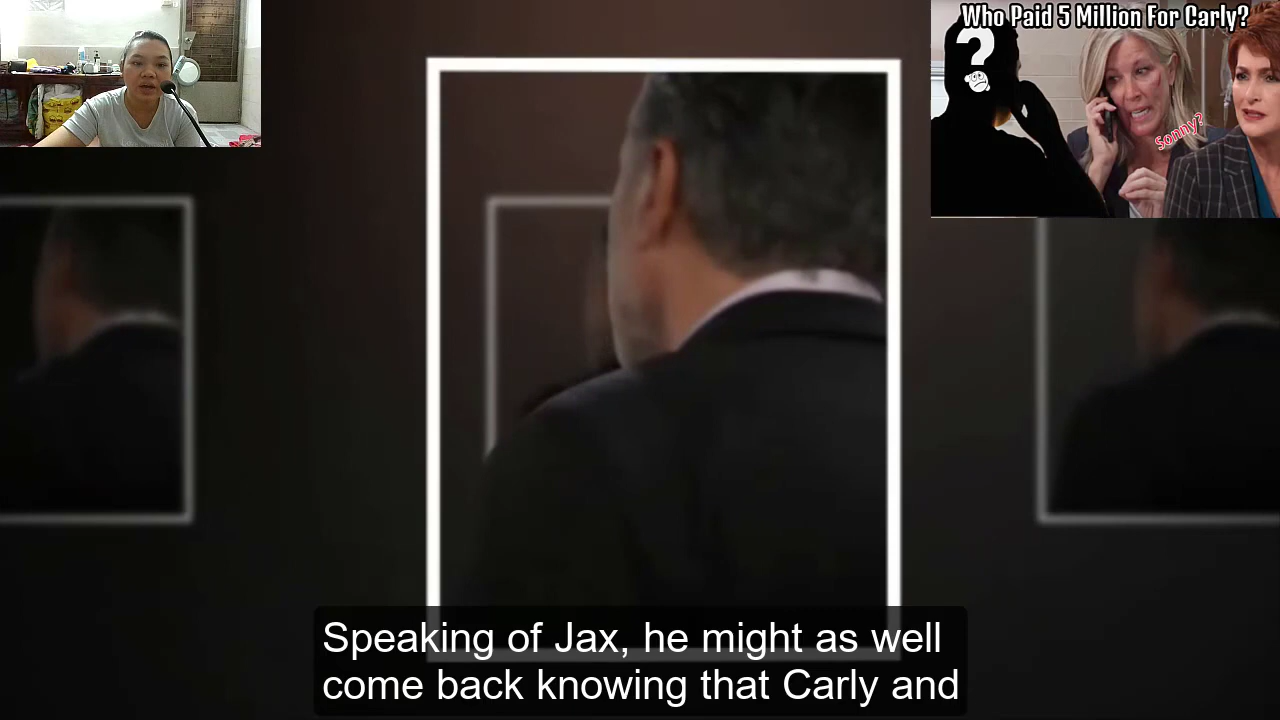 Who Paid 5 Million For Carly?
?
Sonny?
Speaking of Jax, he might as well
come back knowing that Carly and